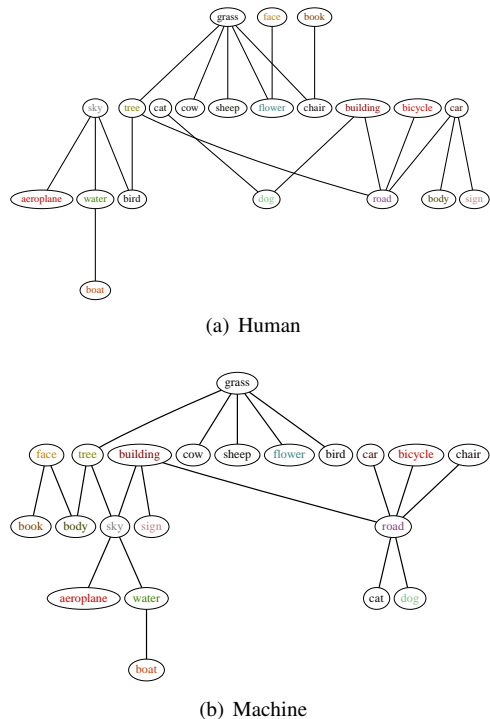 grass face book
sky tree cat cow sheep flower chair building bicycle car
aeroplane water bird dog road body sign
boat
(a) Human
grass
face tree building cow sheep flower bird car bicycle chair
book body sky sign road
aeroplane water cat dog
boat
(b) Machine